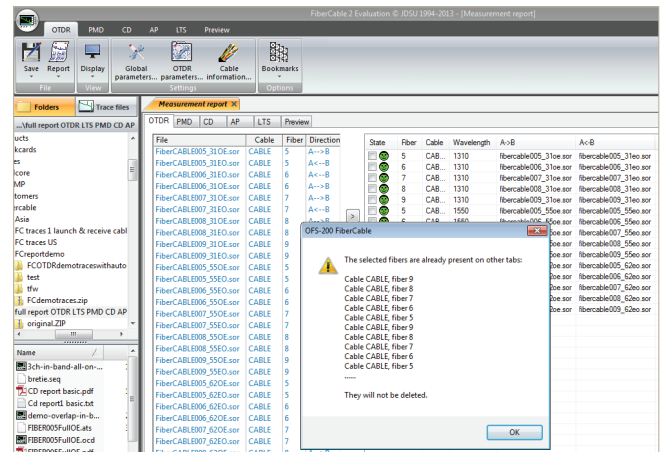 FiberCable 2 Evaluation © JDSU 1994-2013 - [Measurement report]
OTDR PMD CD AP LTS Preview
Save Report Display Global parameters... OTDR parameters... Cable information... Bookmarks
File View Settings Options
Folders Trace files
Measurement report
...\full report OTDR LTS PMD CD AP
OTDR PMD CD AP LTS Preview
ucts
kcards
es
lcore
MP
tomers
rcable
Asia
FC traces 1 launch & receive cabl
FC traces US
FCreportdemo
FCOTDRdemotraceswithauto
test
tfw
FCdemotraces.zip
full report OTDR LTS PMD CD AP
original.ZIP
Name
3ch-in-band-all-on-...
bretie.seq
CD report basic.pdf
Cd report1 basic.txt
demo-overlap-in-b...
FIBER005FullOE.ats
FIBER005FullOE.ocd
File Cable Fiber Direction
FiberCABLE005_31OE.sor CABLE 5 A-->B
FiberCABLE005_31EO.sor CABLE 5 A<--B
FiberCABLE006_31EO.sor CABLE 6 A<--B
FiberCABLE006_31OE.sor CABLE 6 A-->B
FiberCABLE007_31OE.sor CABLE 7 A-->B
FiberCABLE007_31EO.sor CABLE 7 A<--B
FiberCABLE008_31OE.sor CABLE 8
FiberCABLE008_31EO.sor CABLE 8
FiberCABLE009_31EO.sor CABLE 9
FiberCABLE009_31OE.sor CABLE 9
FiberCABLE005_55OE.sor CABLE 5
FiberCABLE005_55EO.sor CABLE 5
FiberCABLE006_55EO.sor CABLE 6
FiberCABLE006_55OE.sor CABLE 6
FiberCABLE007_55OE.sor CABLE 7
FiberCABLE007_55EO.sor CABLE 7
FiberCABLE008_55EO.sor CABLE 8
FiberCABLE008_55OE.sor CABLE 8
FiberCABLE009_55OE.sor CABLE 9
FiberCABLE009_55EO.sor CABLE 9
FiberCABLE005_62OE.sor CABLE 5
FiberCABLE005_62EO.sor CABLE 5
FiberCABLE006_62EO.sor CABLE 6
FiberCABLE006_62OE.sor CABLE 6
FiberCABLE007_62OE.sor CABLE 7
FiberCABLE007_62EO.sor CABLE 7
>
State Fiber Cable Wavelength A->B A<-B
5 CAB... 1310 fibercable005_31oe.sor fibercable005_31eo.sor
6 CAB... 1310 fibercable006_31oe.sor fibercable006_31eo.sor
7 CAB... 1310 fibercable007_31oe.sor fibercable007_31eo.sor
8 CAB... 1310 fibercable008_31oe.sor fibercable008_31eo.sor
9 CAB... 1310 fibercable009_31oe.sor fibercable009_31eo.sor
5 CAB... 1550 fibercable005_55oe.sor fibercable005_55eo.sor
fibercable006_55eo.sor
fibercable007_55eo.sor
fibercable008_55eo.sor
fibercable009_55eo.sor
fibercable005_62eo.sor
fibercable006_62eo.sor
fibercable007_62eo.sor
fibercable008_62eo.sor
fibercable009_62eo.sor
OFS-200 FiberCable
The selected fibers are already present on other tabs:
Cable CABLE, fiber 9
Cable CABLE, fiber 8
Cable CABLE, fiber 7
Cable CABLE, fiber 6
Cable CABLE, fiber 5
Cable CABLE, fiber 9
Cable CABLE, fiber 8
Cable CABLE, fiber 7
Cable CABLE, fiber 6
Cable CABLE, fiber 5
.....
They will not be deleted.
OK